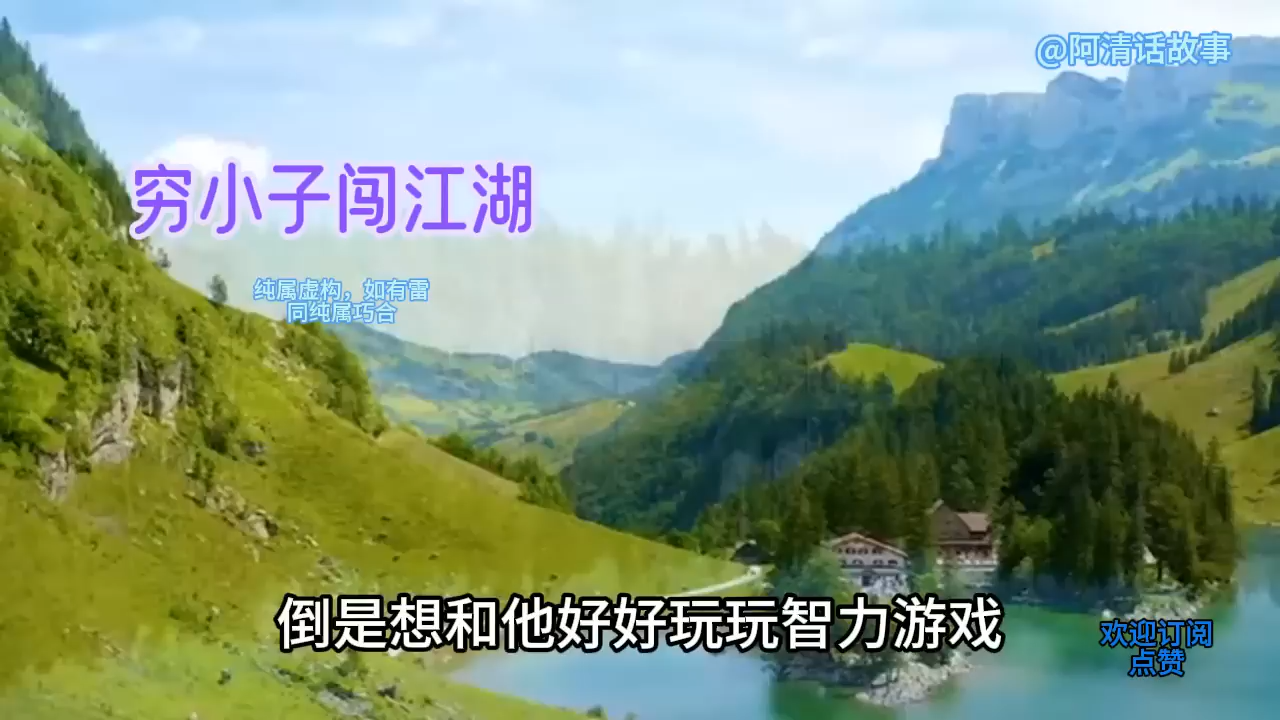 @阿清话故事
穷小子闯江湖
纯属虚构，如有雷
同纯属巧合
倒是想和他好好玩玩智力游戏
欢迎订阅
点赞